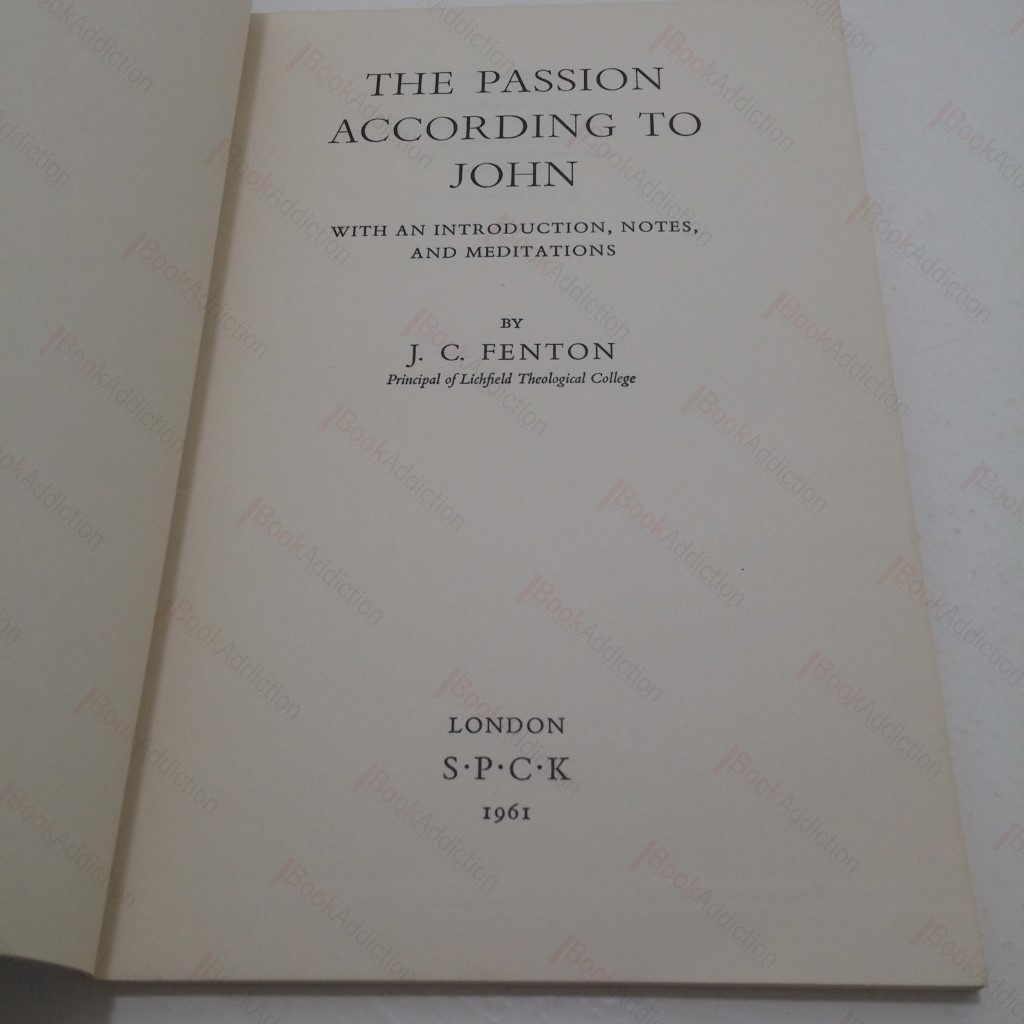 THE PASSION
ACCORDING TO
JOHN
WITH AN INTRODUCTION, NOTES,
AND MEDITATIONS
BY
J. C. FENTON
Principal of Lichfield Theological College
LONDON
S·P·C·K
1961
BookAddiction